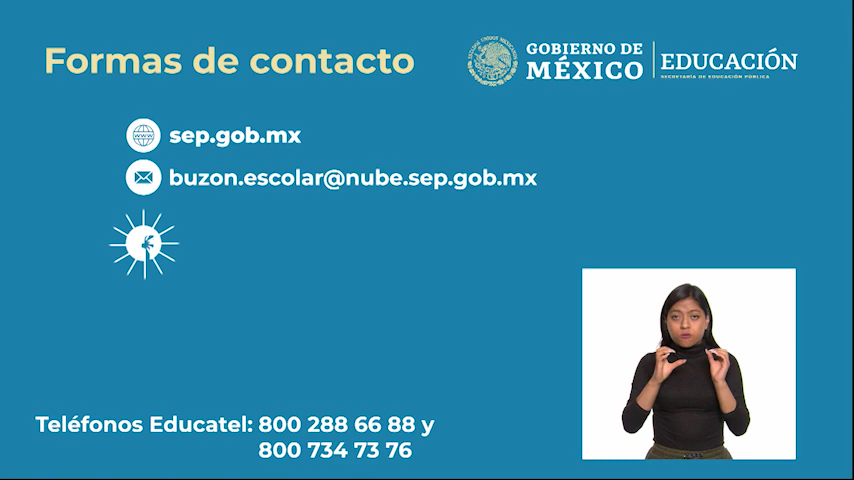 Formas de contacto
GOBIERNO DE
MÉXICO
EDUCACIÓN
SECRETARÍA DE EDUCACIÓN PÚBLICA
www
sep.gob.mx
buzon.escolar@nube.sep.gob.mx
Teléfonos Educatel: 800 288 66 88 y
800 734 73 76